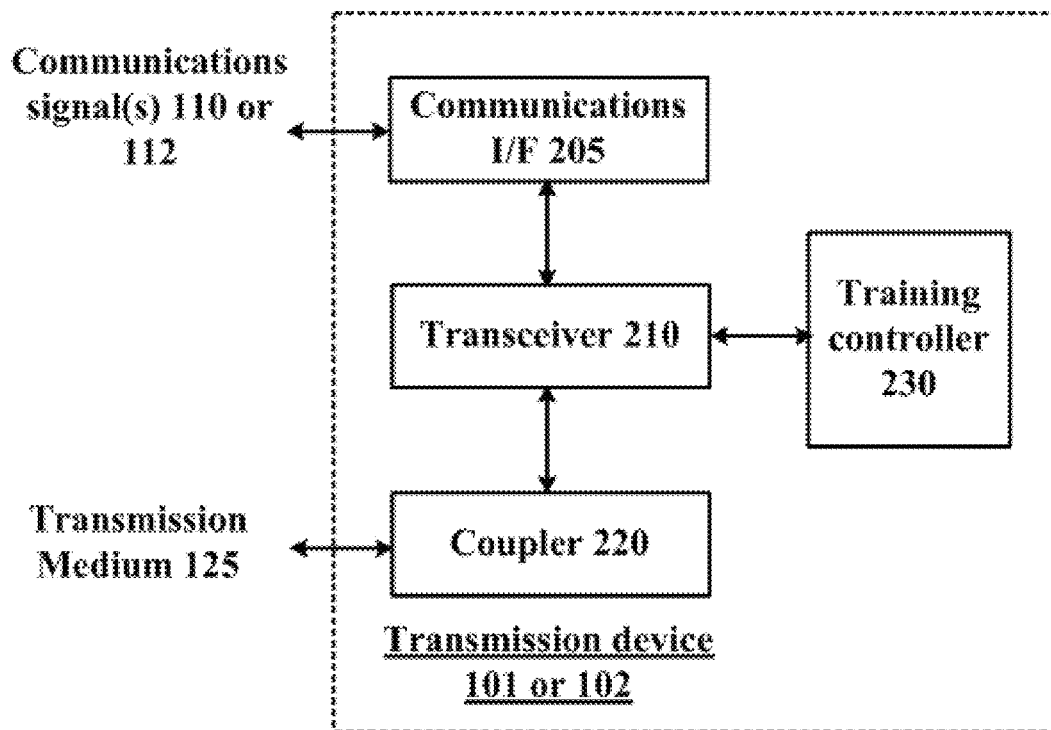 Communications
signal(s) 110 or
112
Communications
I/F 205
Transceiver 210
Training
controller
230
Transmission
Medium 125
Coupler 220
Transmission device
101 or 102